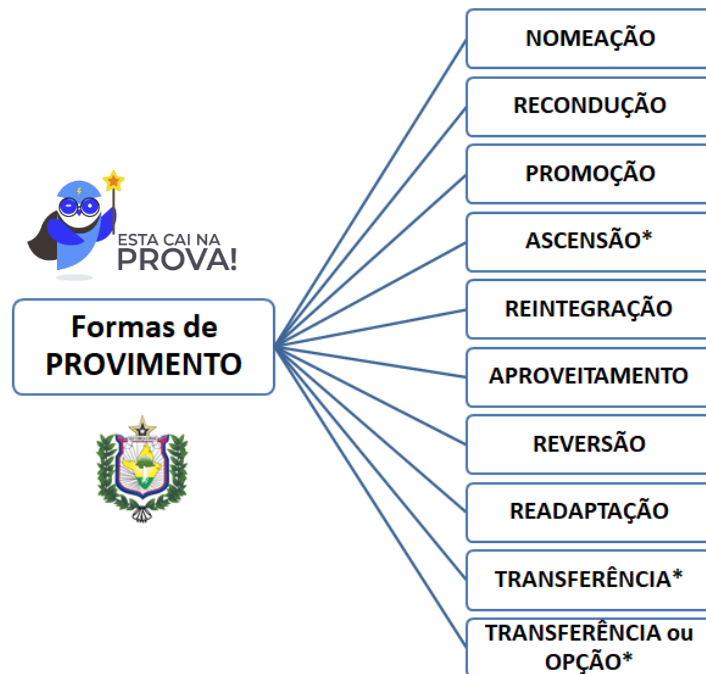 NOMEAÇÃO
RECONDUÇÃO
PROMOÇÃO
ASCENSÃO*
ESTA CAI NA
PROVA!
REINTEGRAÇÃO
Formas de
PROVIMENTO
APROVEITAMENTO
REVERSÃO
READAPTAÇÃO
TRANSFERÊNCIA*
TRANSFERÊNCIA ou
OPÇÃO*